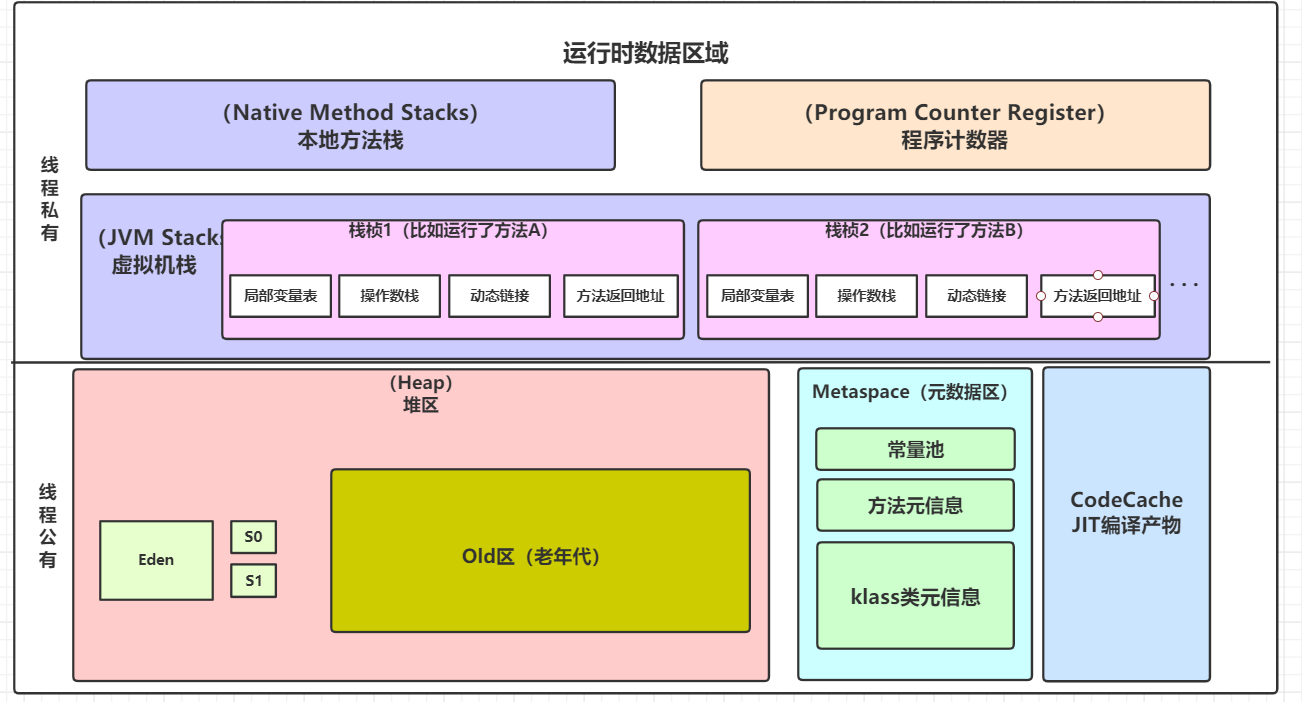 运行时数据区域
（Native Method Stacks）
本地方法栈
（Program Counter Register）
程序计数器
线程私有
（JVM Stacks
虚拟机栈
栈桢1（比如运行了方法A）
局部变量表
操作数栈
动态链接
方法返回地址
栈桢2（比如运行了方法B）
局部变量表
操作数栈
动态链接
方法返回地址
...
线程公有
（Heap）
堆区
Eden
S0
S1
Old区（老年代）
Metaspace（元数据区）
常量池
方法元信息
klass类元信息
CodeCache
JIT编译产物